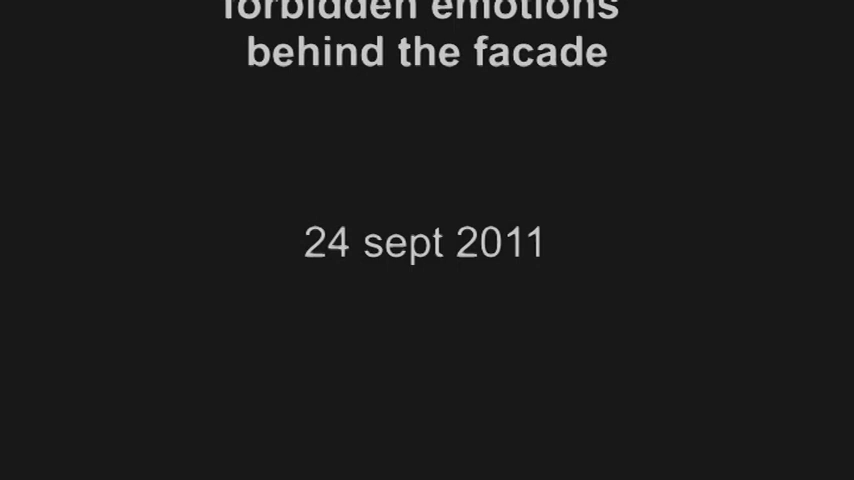 forbidden emotions
behind the facade
24 sept 2011